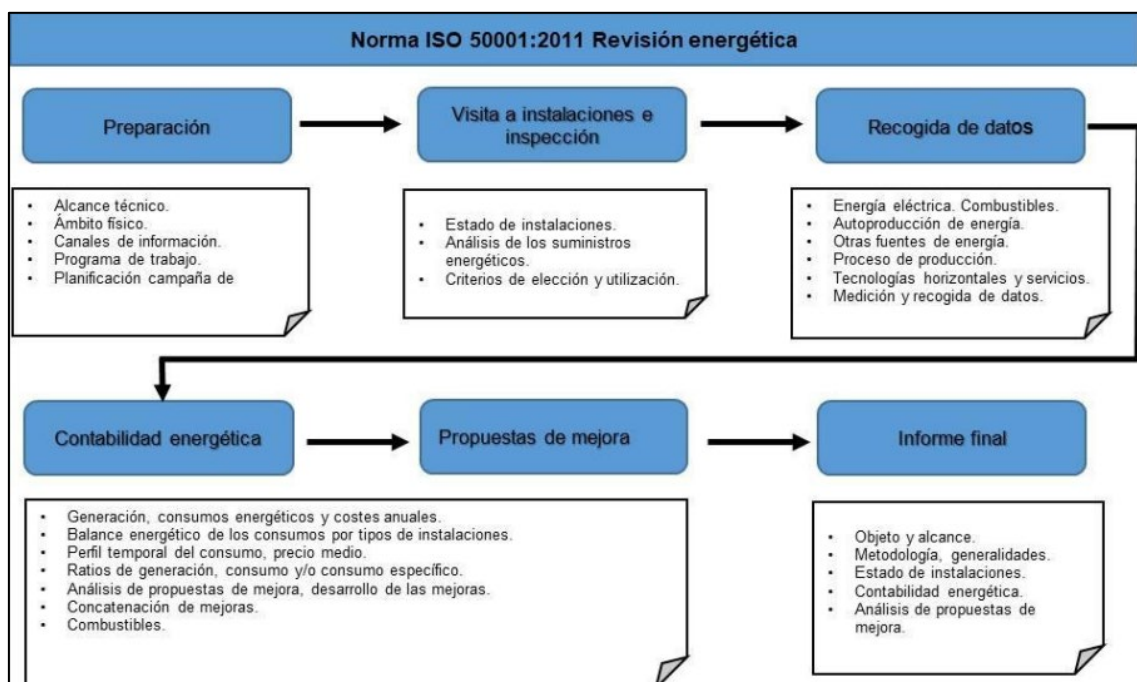 Norma ISO 50001:2011 Revisión energética
Preparación
Visita a instalaciones e
inspección
Recogida de datos
• Alcance técnico.
• Ámbito físico.
• Canales de información.
• Programa de trabajo.
• Planificación campaña de
• Estado de instalaciones.
• Análisis de los suministros
energéticos.
• Criterios de elección y utilización.
• Energía eléctrica. Combustibles.
• Autoproducción de energía.
• Otras fuentes de energía.
• Proceso de producción.
• Tecnologías horizontales y servicios.
• Medición y recogida de datos.
Contabilidad energética
Propuestas de mejora
Informe final
• Generación, consumos energéticos y costes anuales.
• Balance energético de los consumos por tipos de instalaciones.
• Perfil temporal del consumo, precio medio.
• Ratios de generación, consumo y/o consumo específico.
• Análisis de propuestas de mejora, desarrollo de las mejoras.
• Concatenación de mejoras.
• Combustibles.
• Objeto y alcance.
• Metodología, generalidades.
• Estado de instalaciones.
• Contabilidad energética.
• Análisis de propuestas de
mejora.